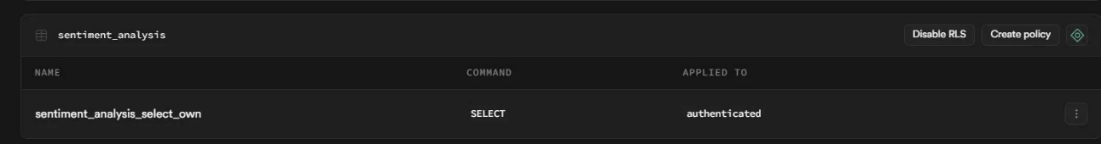 sentiment_analysis Disable RLS Create policy
NAME COMMAND APPLIED TO
sentiment_analysis_select_own SELECT authenticated